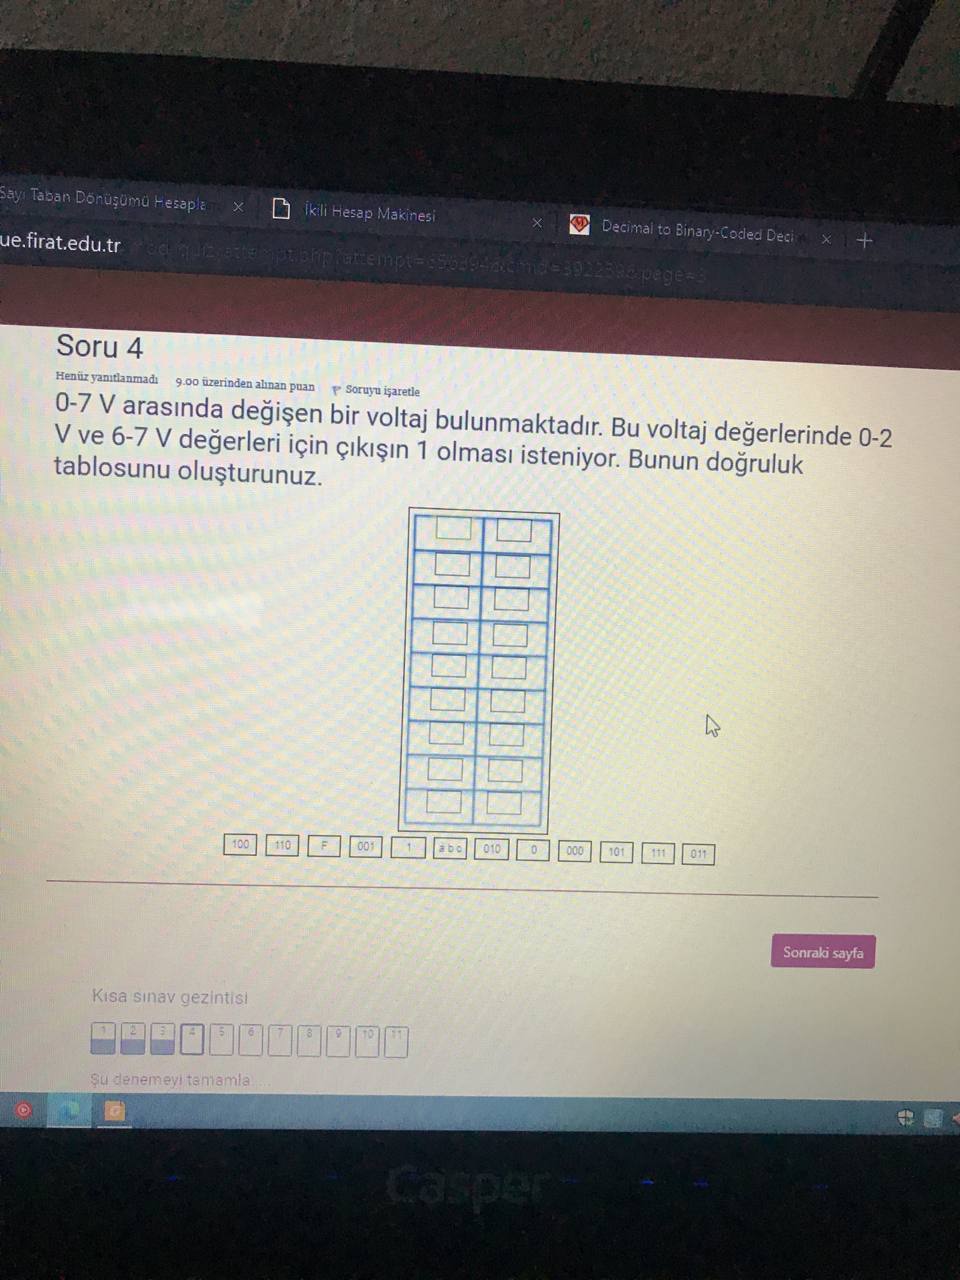 Sayı Taban Dönüşümü Hesapla
İkili Hesap Makinesi
Decimal to Binary-Coded Deci
ue.firat.edu.tr
Soru 4
Henüz yanıtlanmadı 9.00 üzerinden alınan puan Soruyu işaretle
0-7 V arasında değişen bir voltaj bulunmaktadır. Bu voltaj değerlerinde 0-2
V ve 6-7 V değerleri için çıkışın 1 olması isteniyor. Bunun doğruluk
tablosunu oluşturunuz.
100 110 F 001 1 a b c 010 0 000 101 111 011
Sonraki sayfa
Kısa sınav gezintisi
1 2 3 4 5 6 7 8 9 10 11
Şu denemeyi tamamla...
Casper